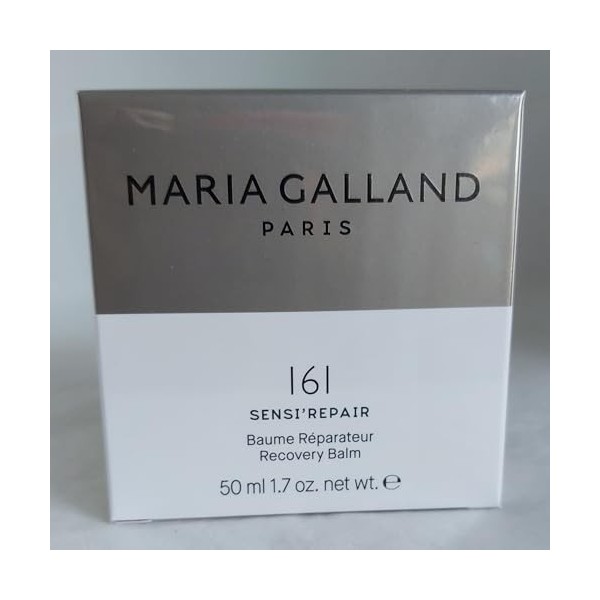 MARIA GALLAND
PARIS
161
SENSI'REPAIR
Baume Réparateur
Recovery Balm
50 ml 1.7 oz. net wt. ℮